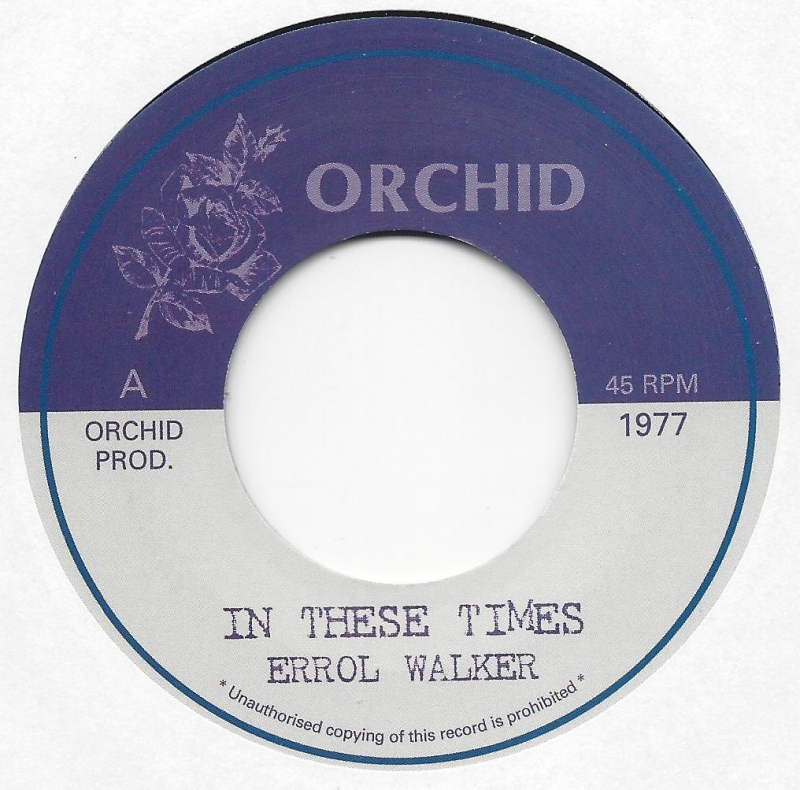 ORCHID
A
45 RPM
ORCHID
PROD.
1977
IN THESE TIMES
ERROL WALKER
* Unauthorised copying of this record is prohibited *